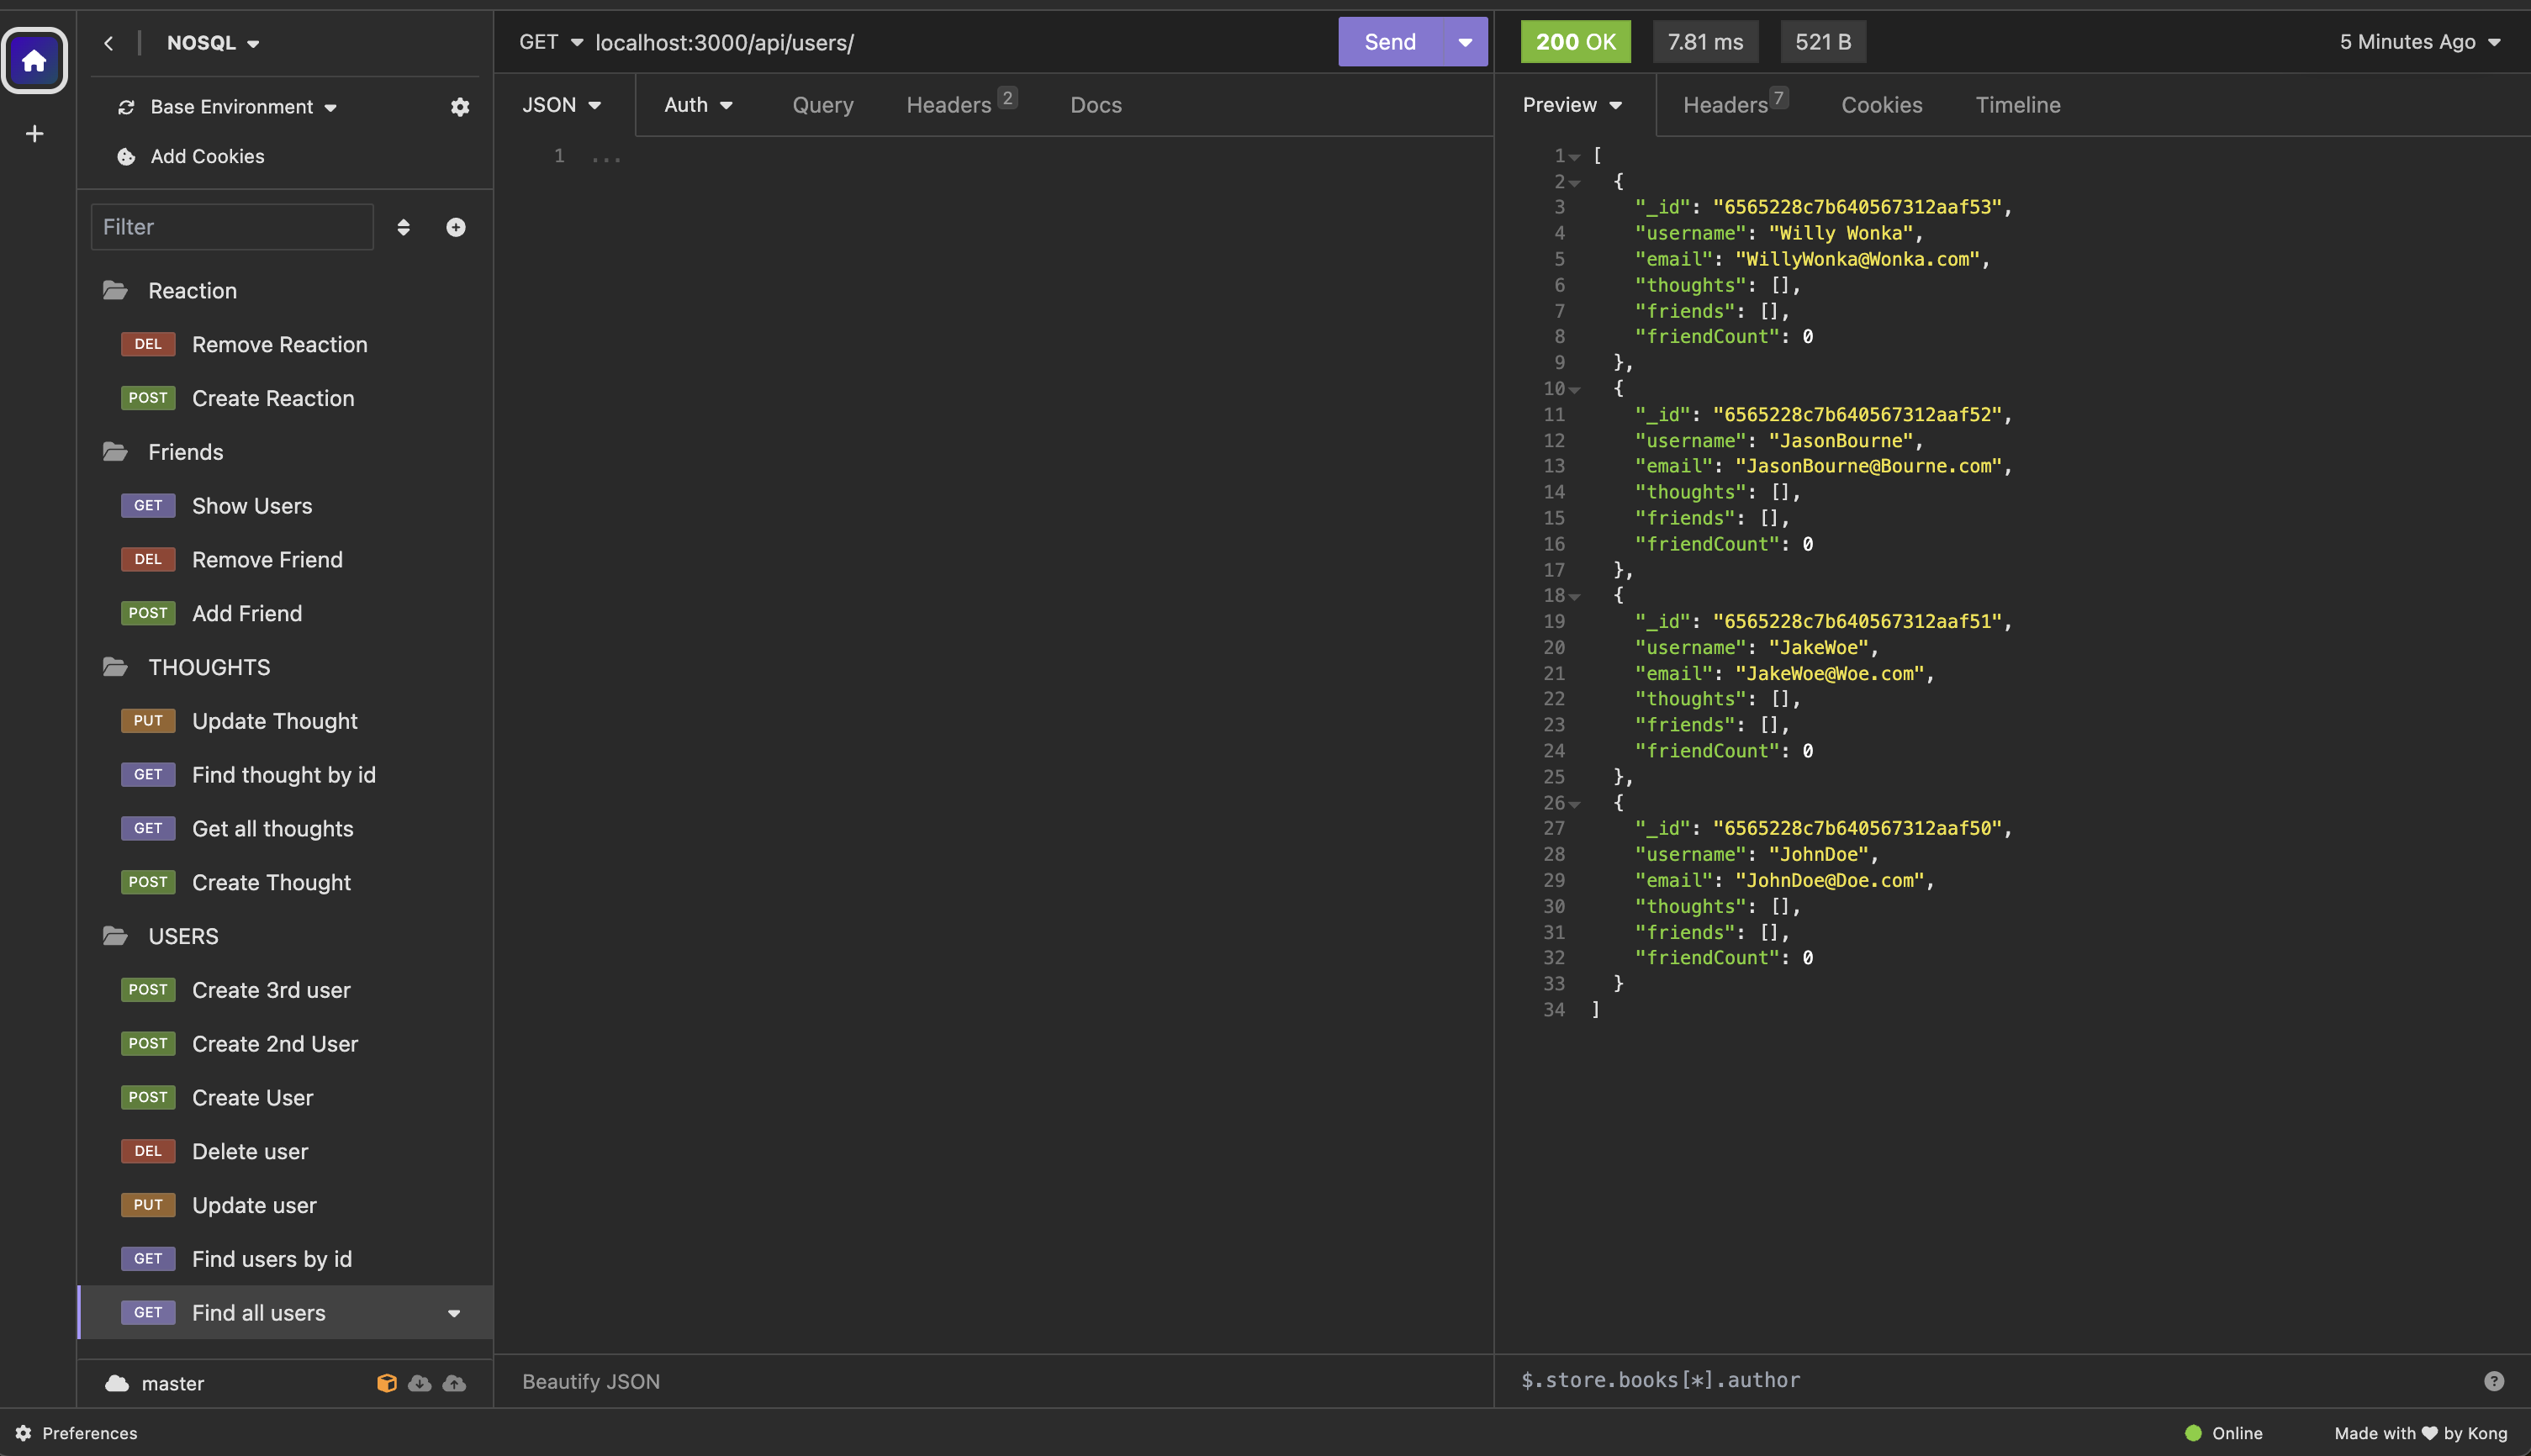 NOSQL
Base Environment
Add Cookies
Filter
Reaction
DEL Remove Reaction
POST Create Reaction
Friends
GET Show Users
DEL Remove Friend
POST Add Friend
THOUGHTS
PUT Update Thought
GET Find thought by id
GET Get all thoughts
POST Create Thought
USERS
POST Create 3rd user
POST Create 2nd User
POST Create User
DEL Delete user
PUT Update user
GET Find users by id
GET Find all users
master
GET localhost:3000/api/users/ Send
JSON Auth Query Headers 2 Docs
1 ...
Beautify JSON
200 OK 7.81 ms 521 B 5 Minutes Ago
Preview Headers 7 Cookies Timeline
1 [
2 {
3 "_id": "6565228c7b640567312aaf53",
4 "username": "Willy Wonka",
5 "email": "WillyWonka@Wonka.com",
6 "thoughts": [],
7 "friends": [],
8 "friendCount": 0
9 },
10 {
11 "_id": "6565228c7b640567312aaf52",
12 "username": "JasonBourne",
13 "email": "JasonBourne@Bourne.com",
14 "thoughts": [],
15 "friends": [],
16 "friendCount": 0
17 },
18 {
19 "_id": "6565228c7b640567312aaf51",
20 "username": "JakeWoe",
21 "email": "JakeWoe@Woe.com",
22 "thoughts": [],
23 "friends": [],
24 "friendCount": 0
25 },
26 {
27 "_id": "6565228c7b640567312aaf50",
28 "username": "JohnDoe",
29 "email": "JohnDoe@Doe.com",
30 "thoughts": [],
31 "friends": [],
32 "friendCount": 0
33 }
34 ]
$.store.books[*].author
Preferences
Online
Made with ♥ by Kong